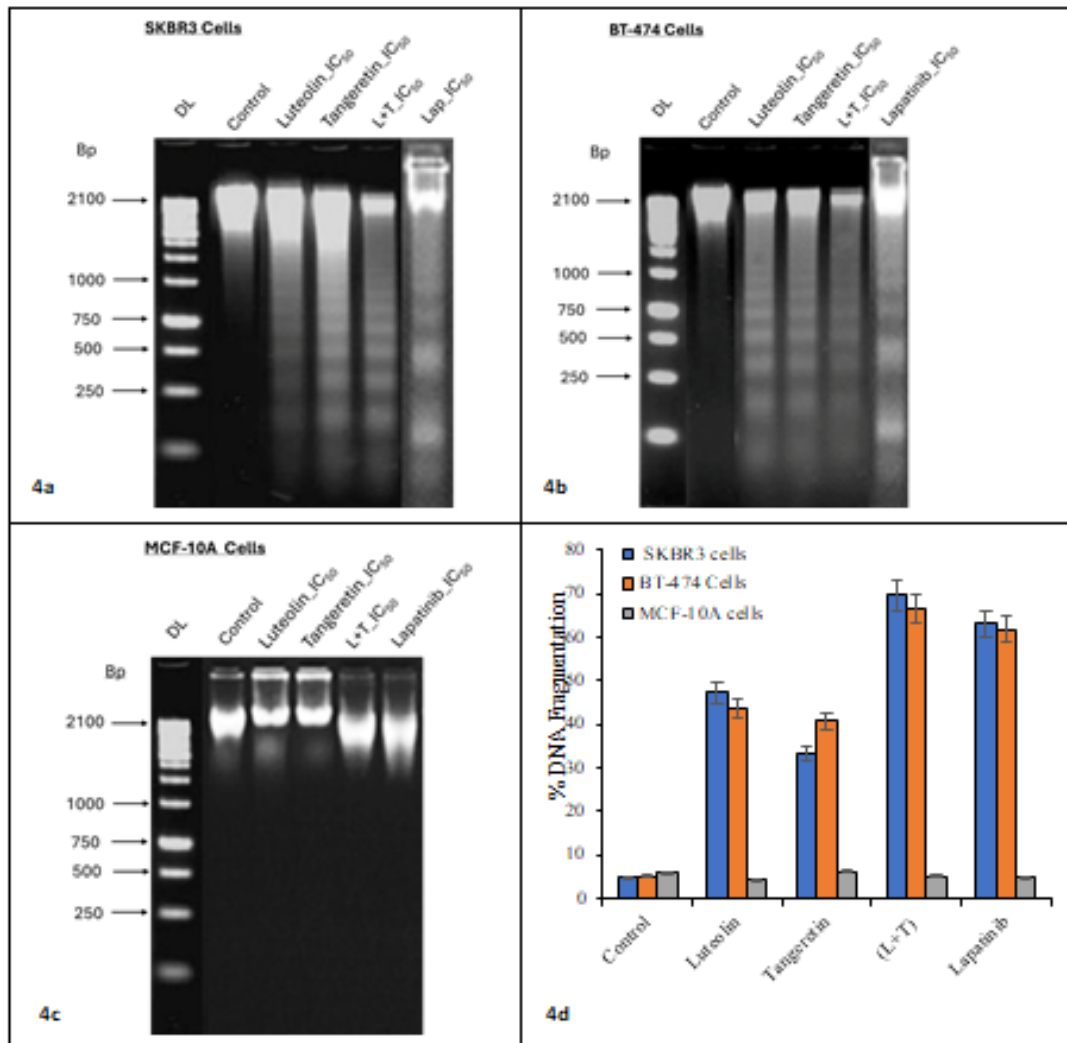 SKBR3 Cells
DL
Control
Luteolin_IC50
Tangeretin_IC50
L+T_IC50
Lap_IC50
Bp
2100
1000
750
500
250
4a
BT-474 Cells
DL
Control
Luteolin_IC50
Tangeretin_IC50
L+T_IC50
Lapatinib_IC50
Bp
2100
1000
750
500
250
4b
MCF-10A Cells
DL
Control
Luteolin_IC50
Tangeretin_IC50
L+T_IC50
Lapatinib_IC50
Bp
2100
1000
750
500
250
4c
80
70
60
50
40
30
20
10
0
% DNA Fragmentation
SKBR3 cells
BT-474 Cells
MCF-10A cells
Control
Luteolin
Tangeretin
(L+T)
Lapatinib
4d